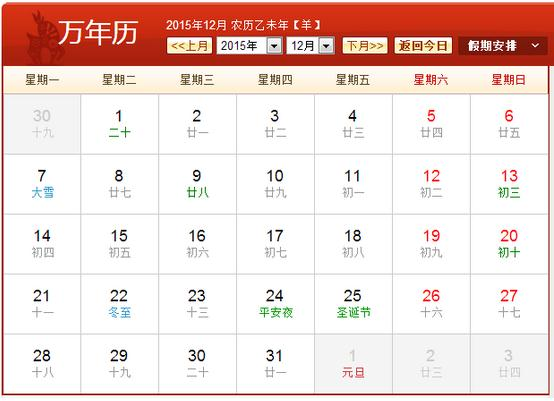 万年历
2015年12月 农历乙未年【羊】
<<上月 2015年 12月 下月>> 返回今日 假期安排
星期一 星期二 星期三 星期四 星期五 星期六 星期日
30 1 2 3 4 5 6
十九 二十 廿一 廿二 廿三 廿四 廿五
7 8 9 10 11 12 13
大雪 廿七 廿八 廿九 初一 初二 初三
14 15 16 17 18 19 20
初四 初五 初六 初七 初八 初九 初十
21 22 23 24 25 26 27
十一 冬至 十三 平安夜 圣诞节 十六 十七
28 29 30 31 1 2 3
十八 十九 二十 廿一 元旦 廿三 廿四